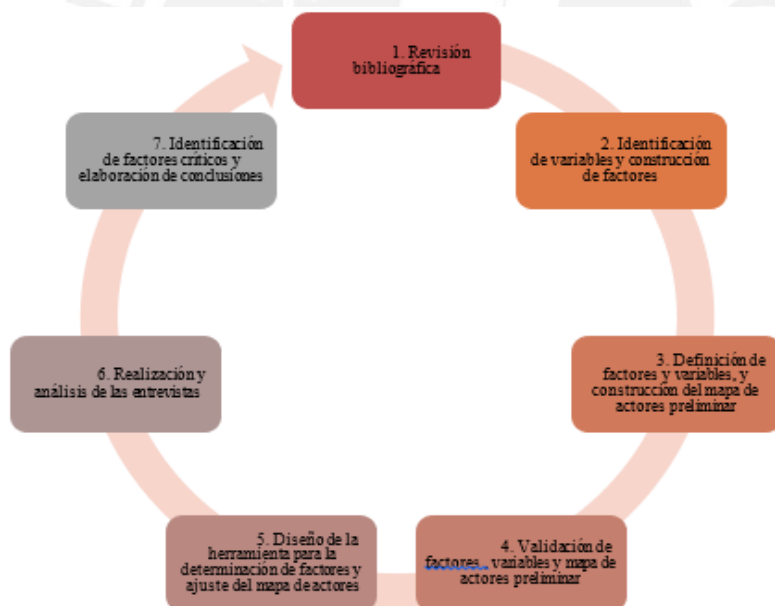 1. Revisión
bibliográfica
2. Identificación
de variables y construcción
de factores
3. Definición de
factores y variables, y
construcción del mapa de
actores preliminar
4. Validación de
factores, variables y mapa de
actores preliminar
5. Diseño de la
herramienta para la
determinación de factores y
ajuste del mapa de actores
6. Realización y
análisis de las entrevistas
7. Identificación
de factores críticos y
elaboración de conclusiones